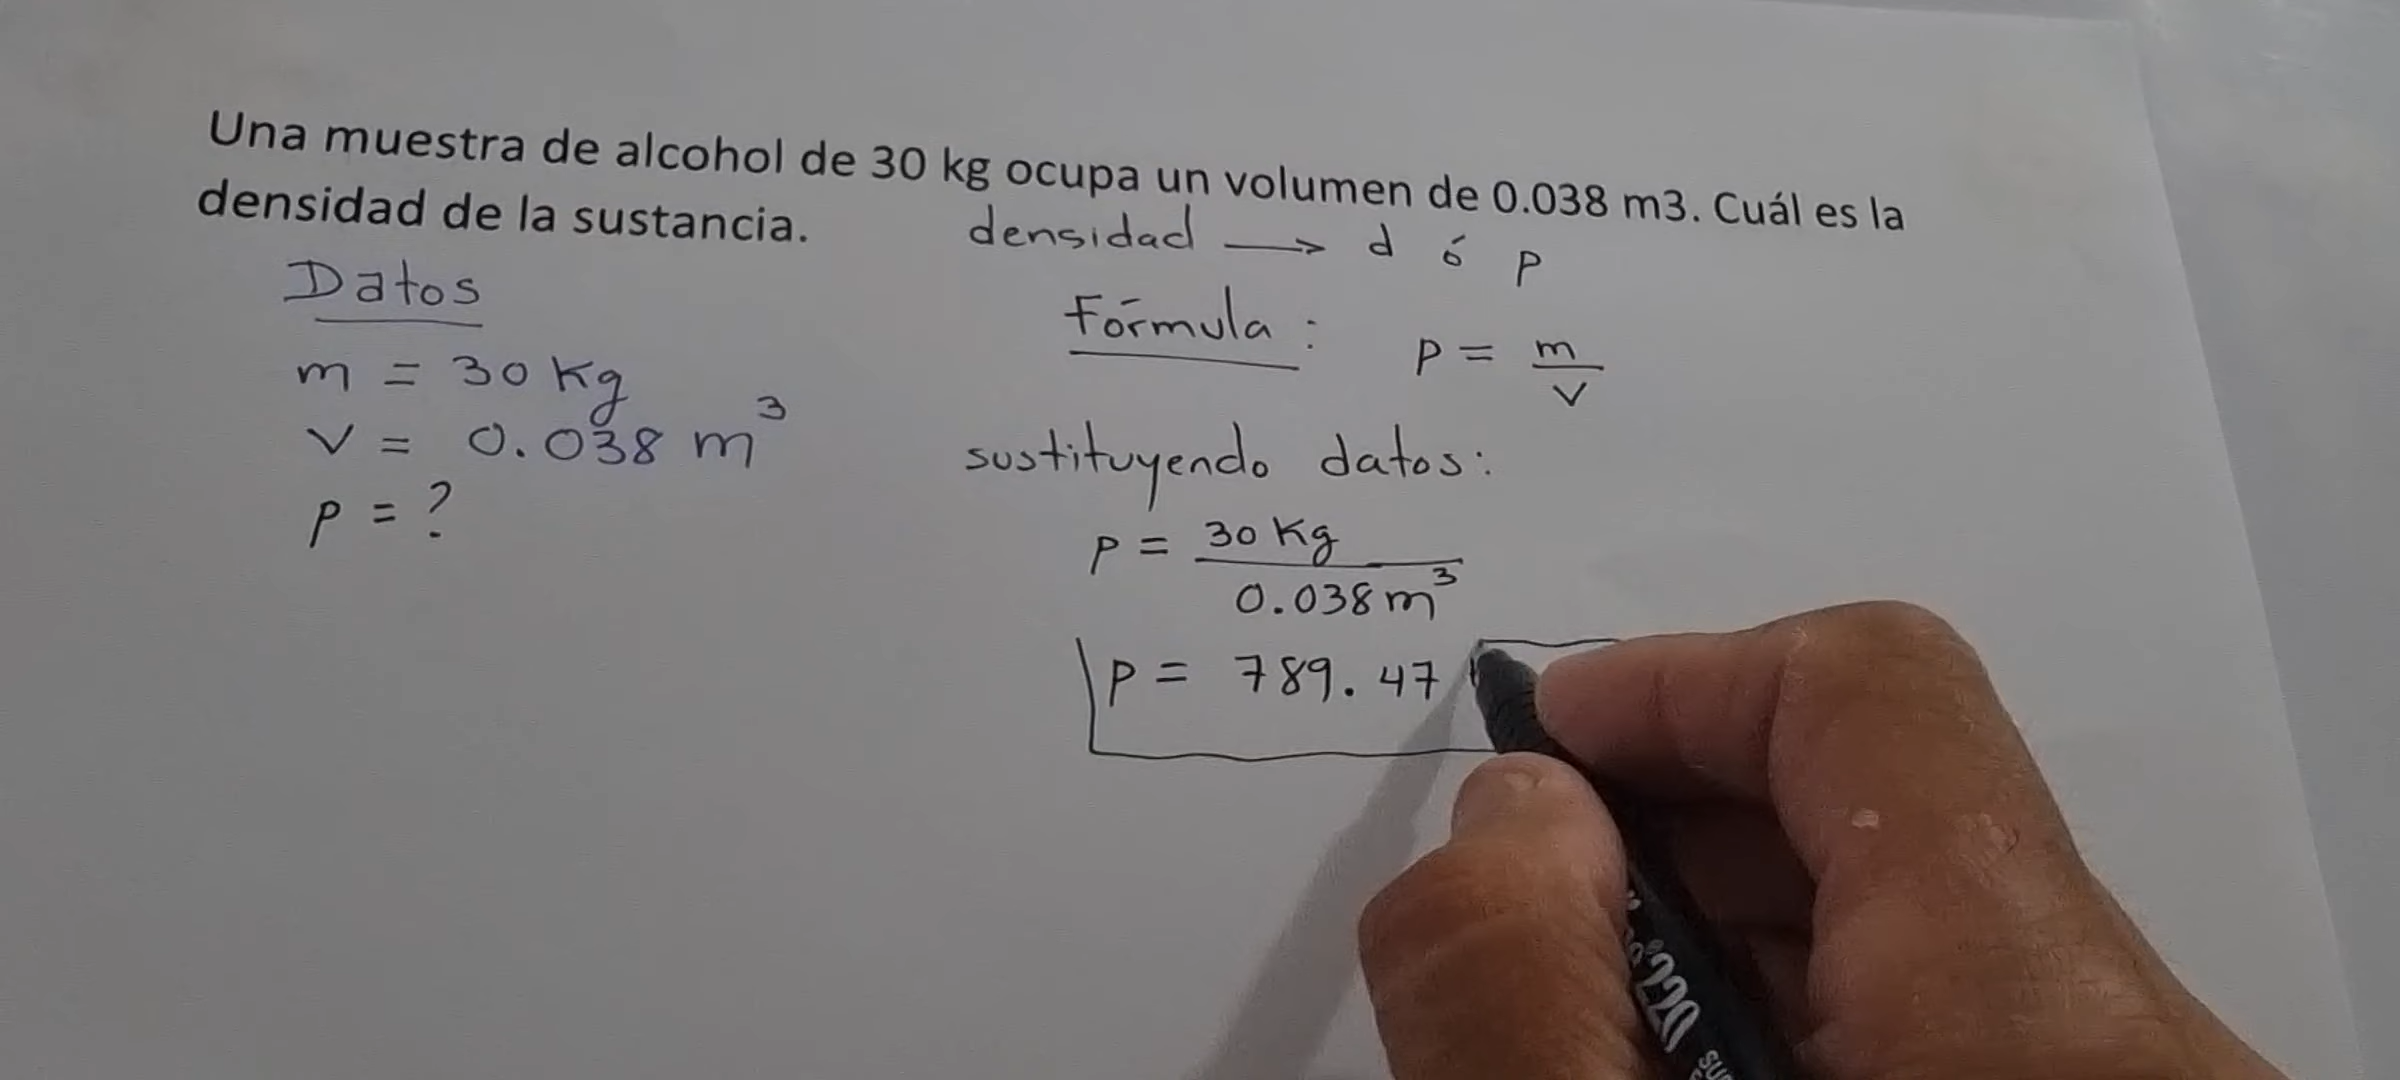 Una muestra de alcohol de 30 kg ocupa un volumen de 0.038 m3. Cuál es la
densidad de la sustancia.
densidad → d ó p
Datos
m = 30 Kg
v = 0.038 m³
p = ?
Fórmula :
p = m/v
sustituyendo datos:
p = 30 Kg / 0.038 m³
p = 789.47
220